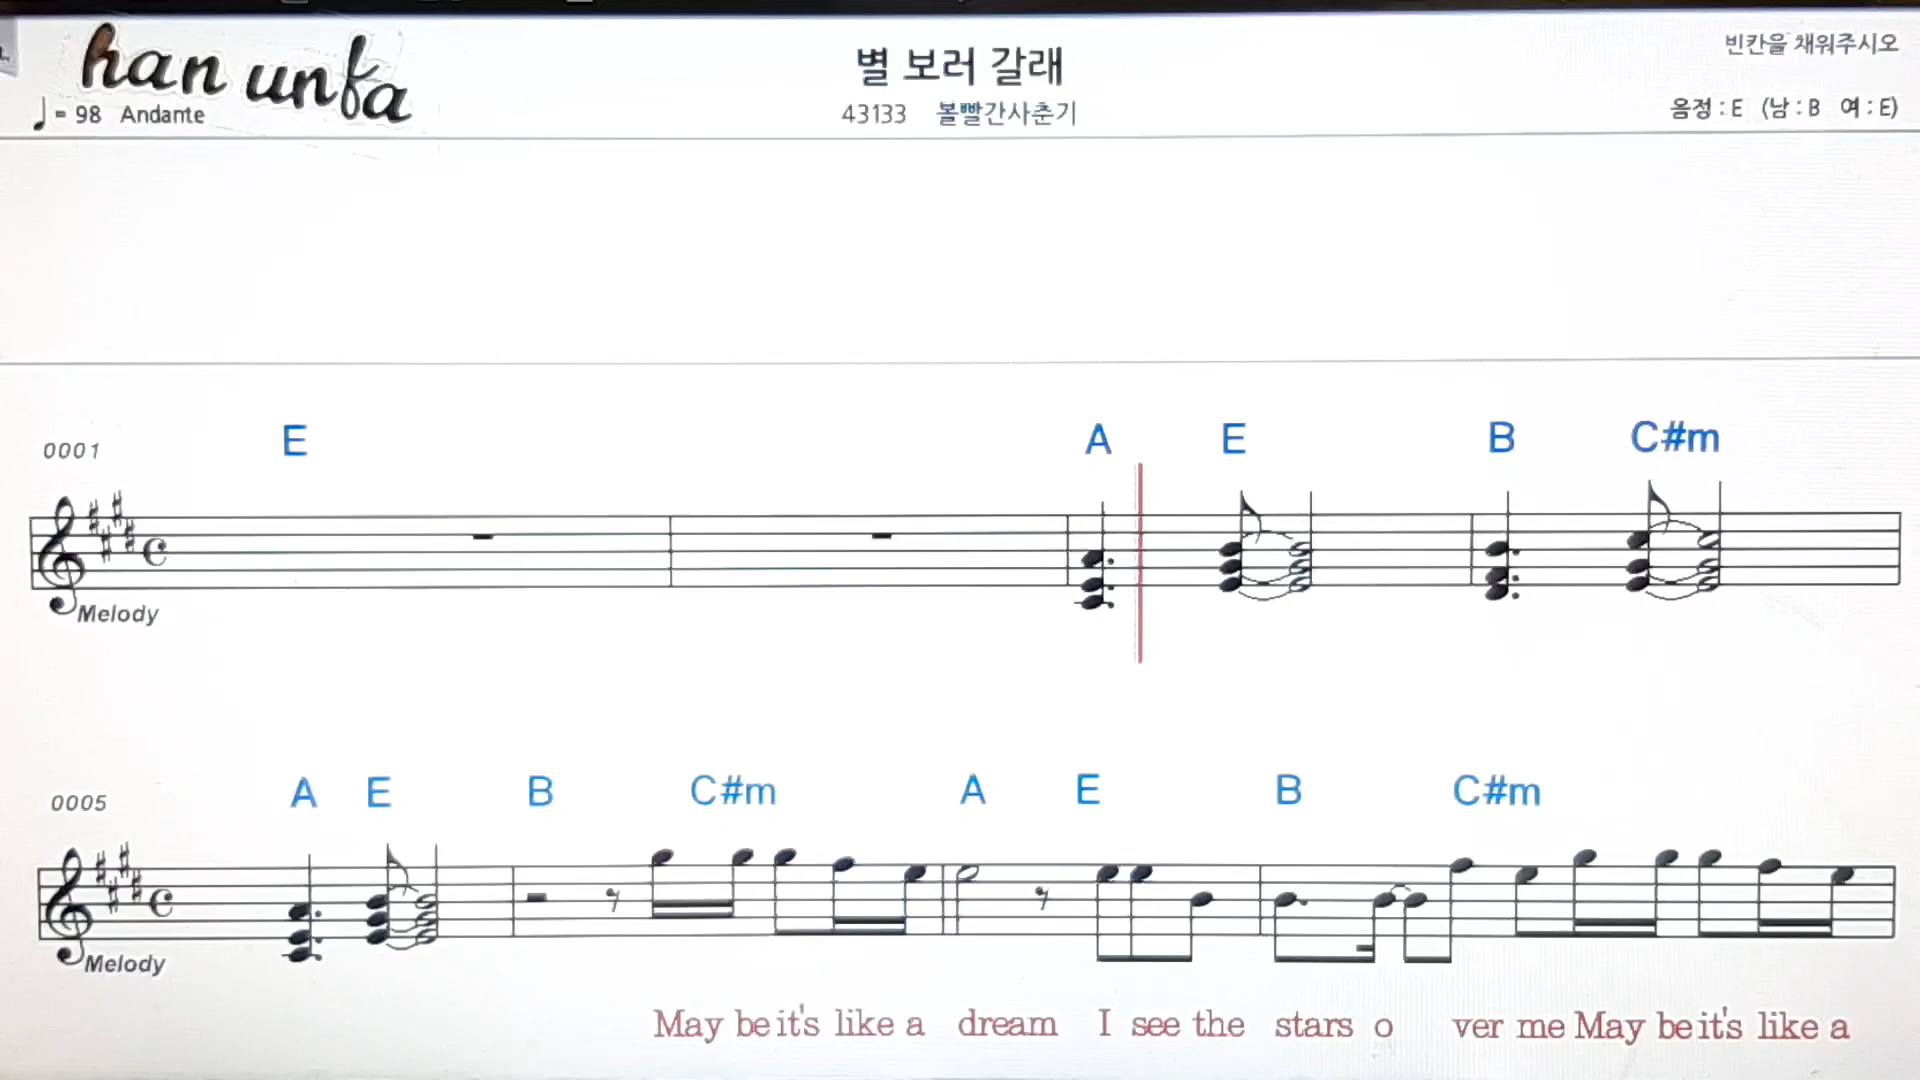 han unfa
별 보러 갈래
빈칸을 채워주시오
♩= 98 Andante
43133 볼빨간사춘기
음정 : E (남 : B 여 : E)
0001
E A E B C#m
Melody
0005
A E B C#m A E B C#m
Melody
May be it's like a dream I see the stars o ver me May be it's like a